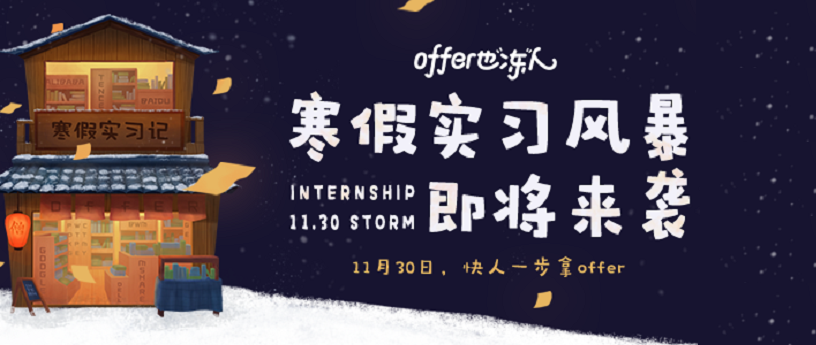 offer也冻人
寒假实习风暴
INTERNSHIP
11.30 STORM
即将来袭
11月30日，快人一步拿offer
寒假实习记
BAIDU
OFFERS